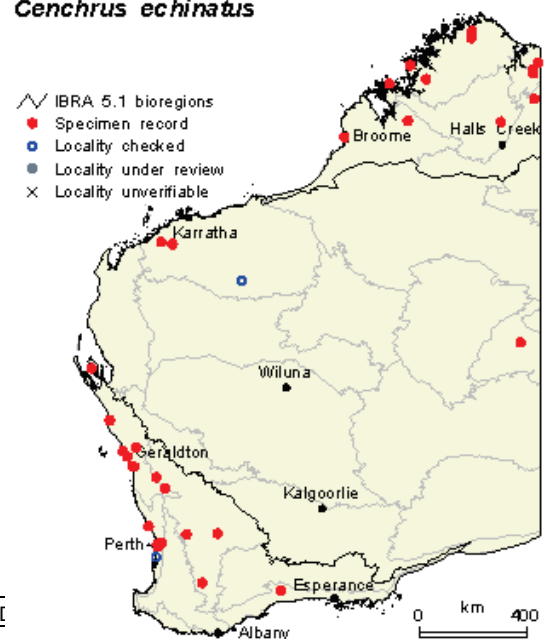 Cenchrus echinatus
IBRA 5.1 bioregions
Specimen record
Locality checked
Locality under review
Locality unverifiable
Broome
Halls Creek
Karratha
Wiluna
Geraldton
Kalgoorlie
Perth
Esperance
Albany
0 km 400